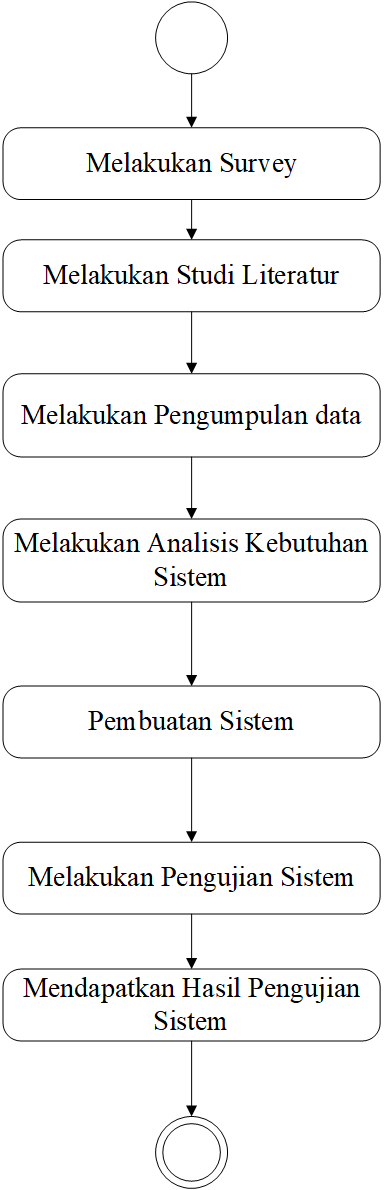 Melakukan Survey
Melakukan Studi Literatur
Melakukan Pengumpulan data
Melakukan Analisis Kebutuhan
Sistem
Pembuatan Sistem
Melakukan Pengujian Sistem
Mendapatkan Hasil Pengujian
Sistem